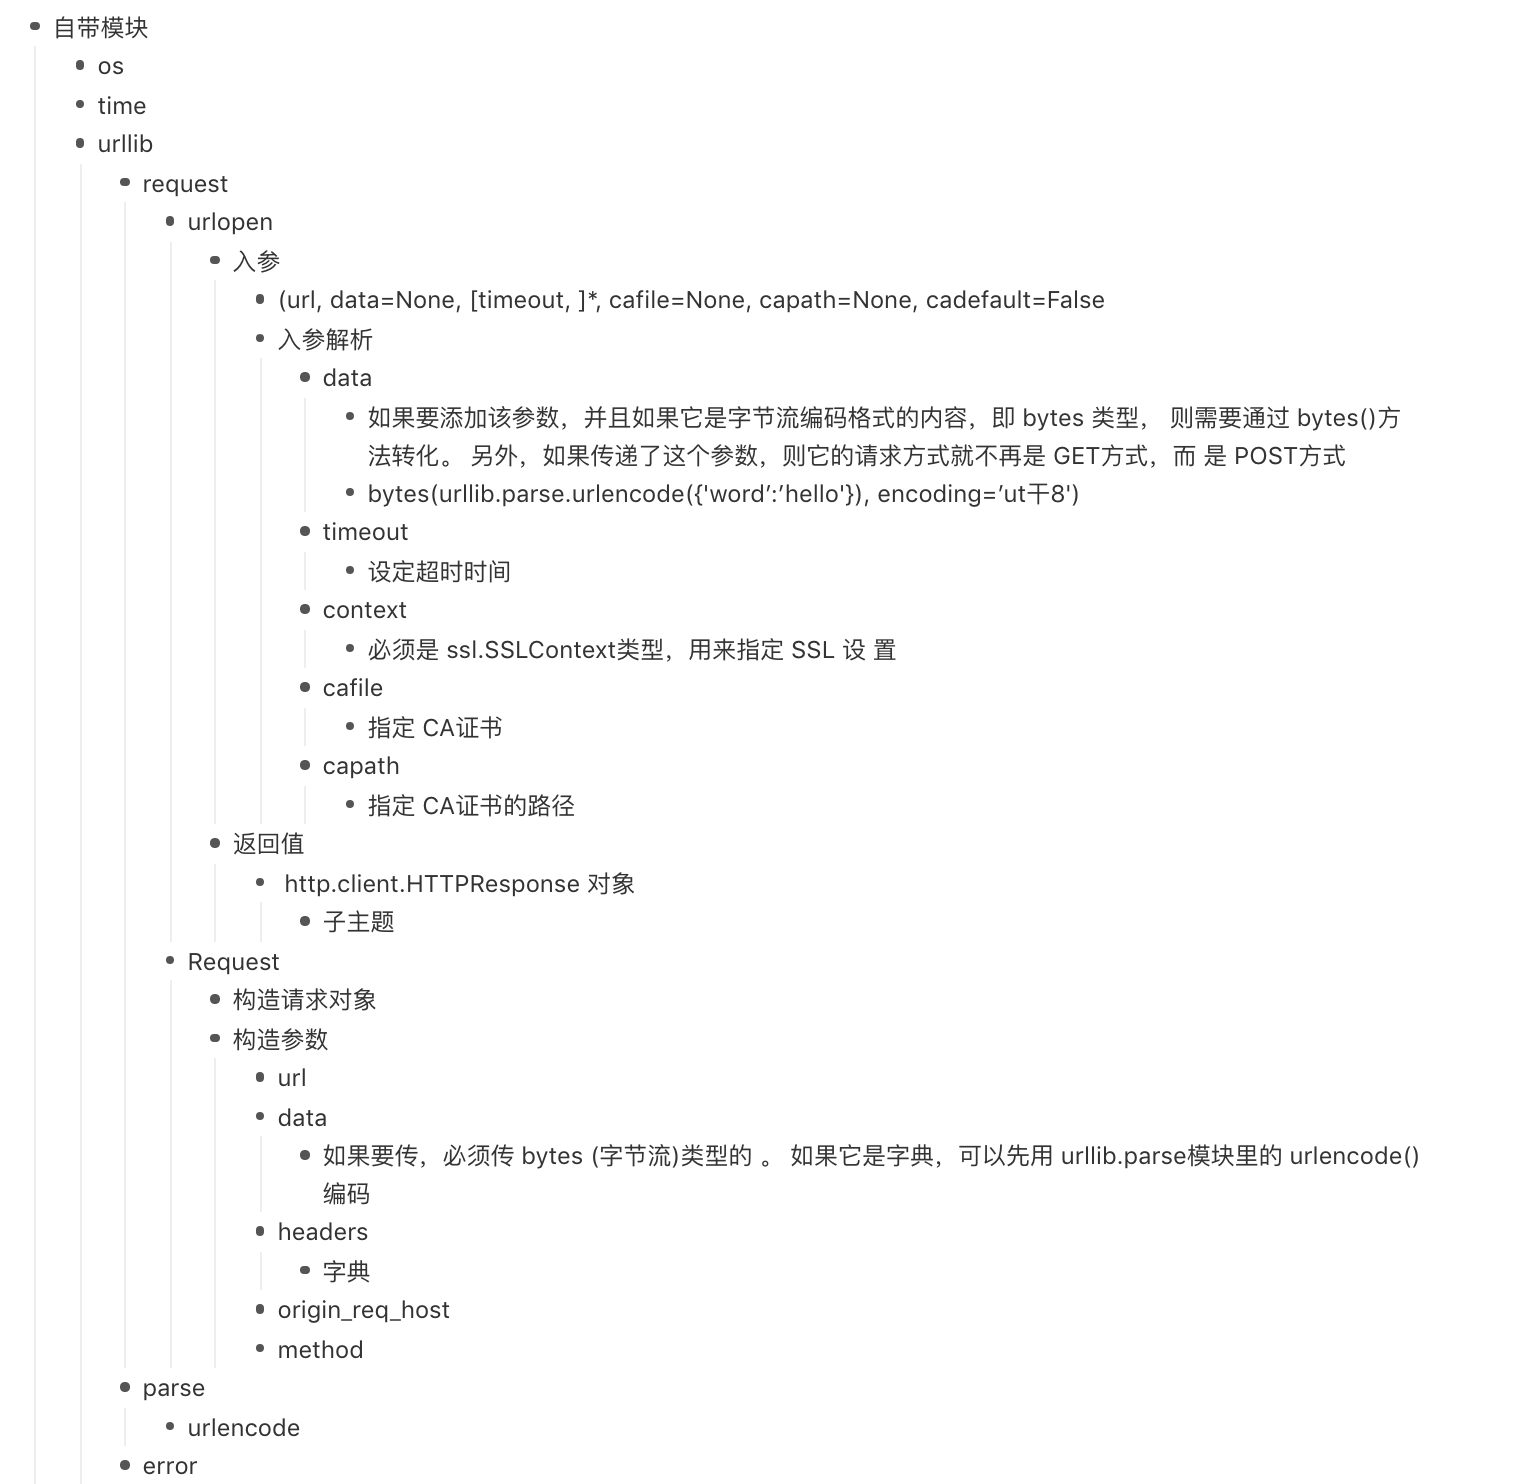 自带模块
os
time
urllib
request
urlopen
入参
(url, data=None, [timeout, ]*, cafile=None, capath=None, cadefault=False
入参解析
data
如果要添加该参数，并且如果它是字节流编码格式的内容，即 bytes 类型， 则需要通过 bytes()方
法转化。 另外，如果传递了这个参数，则它的请求方式就不再是 GET方式，而 是 POST方式
bytes(urllib.parse.urlencode({'word’:’hello'}), encoding=’ut干8')
timeout
设定超时时间
context
必须是 ssl.SSLContext类型，用来指定 SSL 设 置
cafile
指定 CA证书
capath
指定 CA证书的路径
返回值
http.client.HTTPResponse 对象
子主题
Request
构造请求对象
构造参数
url
data
如果要传，必须传 bytes (字节流)类型的 。 如果它是字典，可以先用 urllib.parse模块里的 urlencode()
编码
headers
字典
origin_req_host
method
parse
urlencode
error